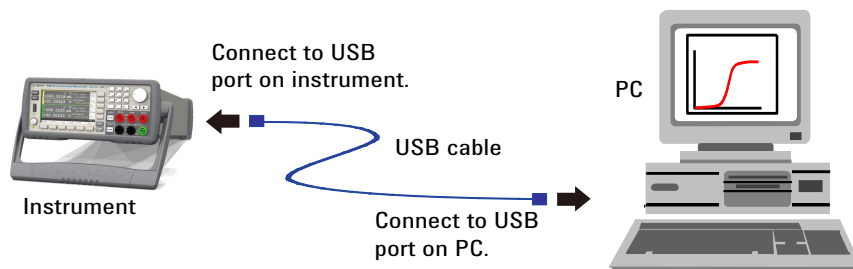 Connect to USB
port on instrument.
PC
USB cable
Instrument
Connect to USB
port on PC.